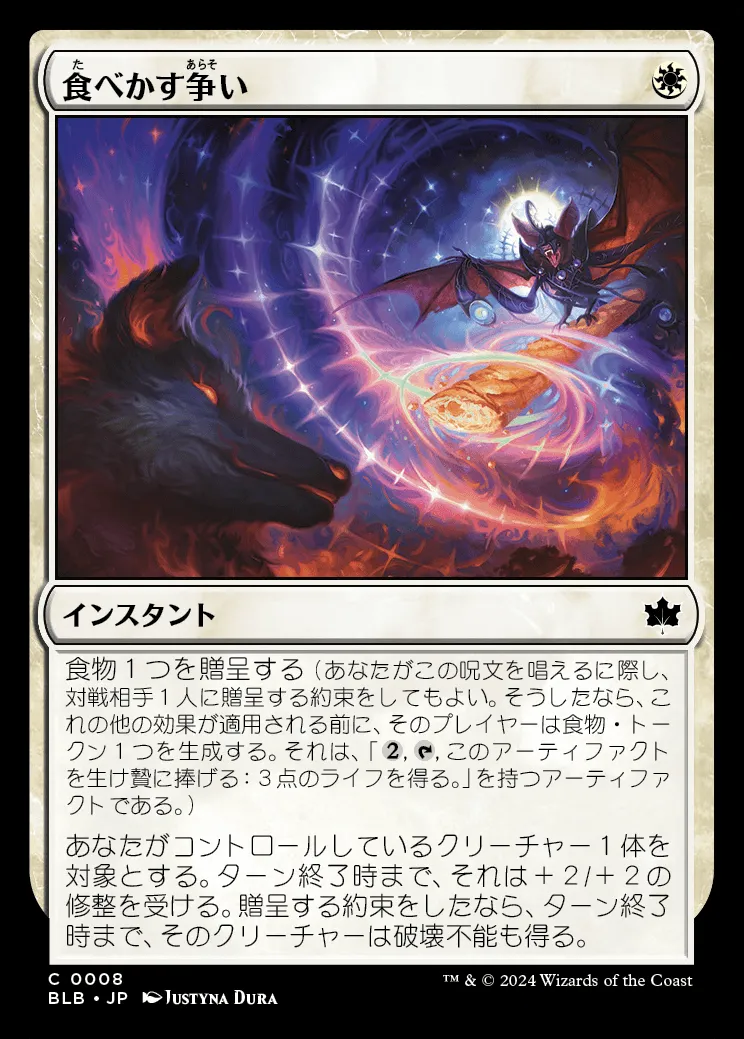 食べかす争い
インスタント
食物1つを贈呈する（あなたがこの呪文を唱えるに際し、
対戦相手1人に贈呈する約束をしてもよい。そうしたなら、こ
れの他の効果が適用される前に、そのプレイヤーは食物・トー
クン1つを生成する。それは、「2, このアーティファクト
を生け贄に捧げる：3点のライフを得る。」を持つアーティファ
クトである。）
あなたがコントロールしているクリーチャー1体を
対象とする。ターン終了時まで、それは＋2/＋2の
修整を受ける。贈呈する約束をしたなら、ターン終了
時まで、そのクリーチャーは破壊不能も得る。
C 0008
BLB • JP Justyna Dura
™ & © 2024 Wizards of the Coast